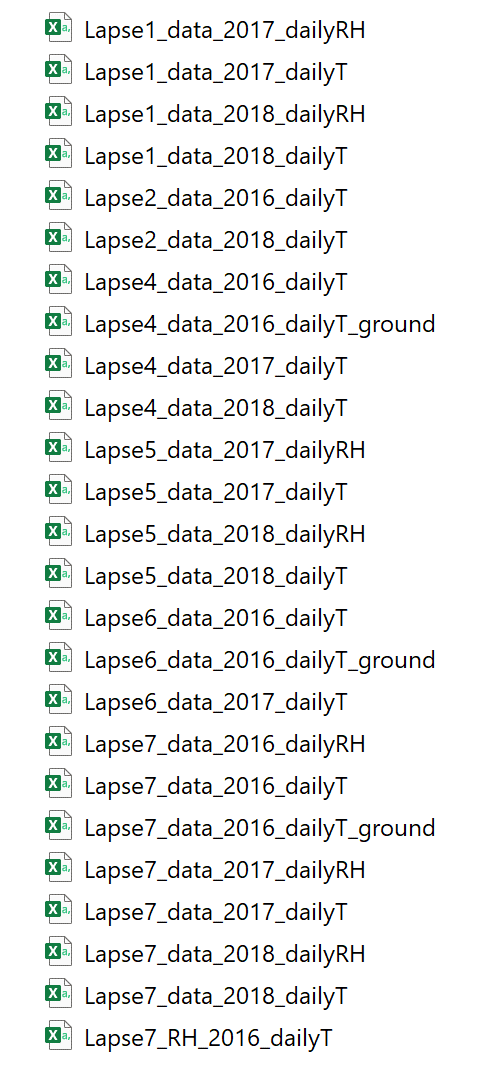 Lapse1_data_2017_dailyRH
Lapse1_data_2017_dailyT
Lapse1_data_2018_dailyRH
Lapse1_data_2018_dailyT
Lapse2_data_2016_dailyT
Lapse2_data_2018_dailyT
Lapse4_data_2016_dailyT
Lapse4_data_2016_dailyT_ground
Lapse4_data_2017_dailyT
Lapse4_data_2018_dailyT
Lapse5_data_2017_dailyRH
Lapse5_data_2017_dailyT
Lapse5_data_2018_dailyRH
Lapse5_data_2018_dailyT
Lapse6_data_2016_dailyT
Lapse6_data_2016_dailyT_ground
Lapse6_data_2017_dailyT
Lapse7_data_2016_dailyRH
Lapse7_data_2016_dailyT
Lapse7_data_2016_dailyT_ground
Lapse7_data_2017_dailyRH
Lapse7_data_2017_dailyT
Lapse7_data_2018_dailyRH
Lapse7_data_2018_dailyT
Lapse7_RH_2016_dailyT